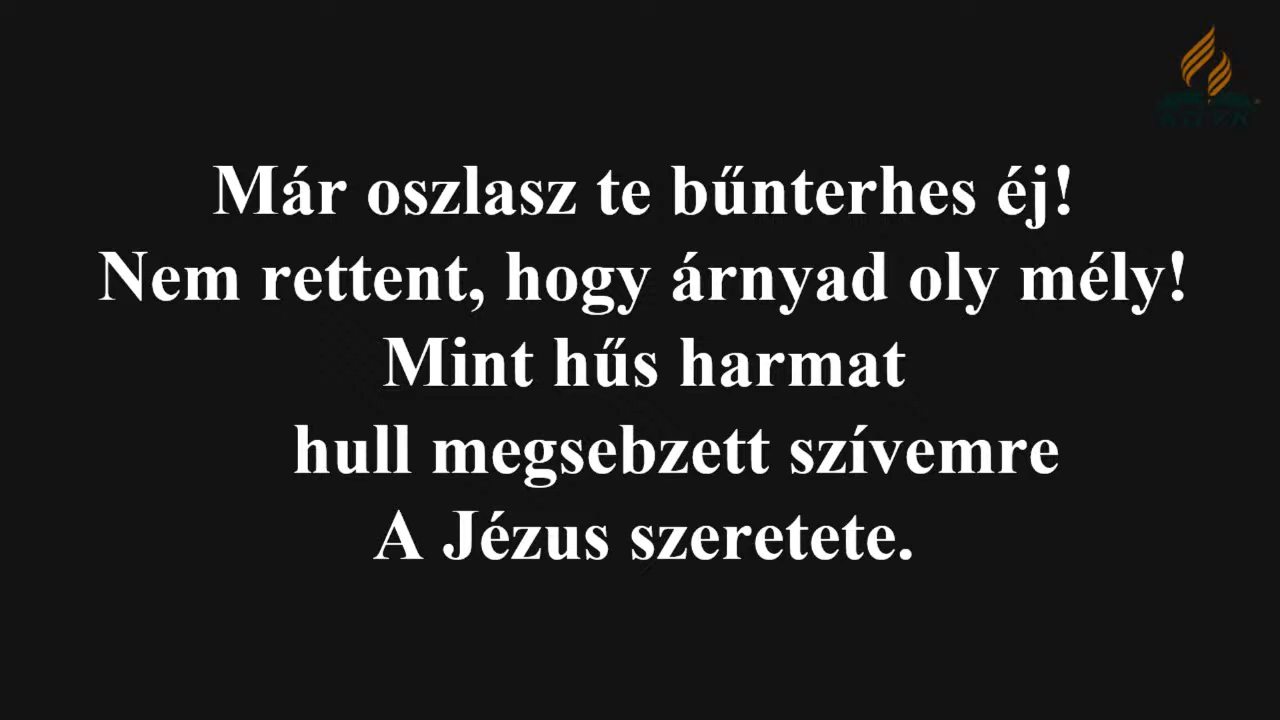 Már oszlasz te bűnterhes éj!
Nem rettent, hogy árnyad oly mély!
Mint hűs harmat
hull megsebzett szívemre
A Jézus szeretete.